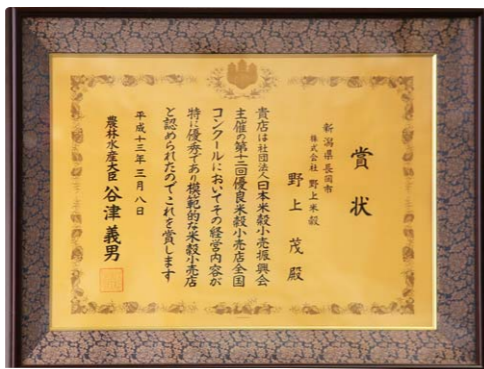 賞状
新潟県長岡市
株式会社 野上米穀
野上 茂 殿
貴店は社団法人日本米穀小売振興会
主催の第十二回優良米穀小売店全国
コンクールにおいてその経営内容が
特に優秀であり模範的な米穀小売店
と認められたのでこれを賞します
平成十三年三月八日
農林水産大臣 谷津義男